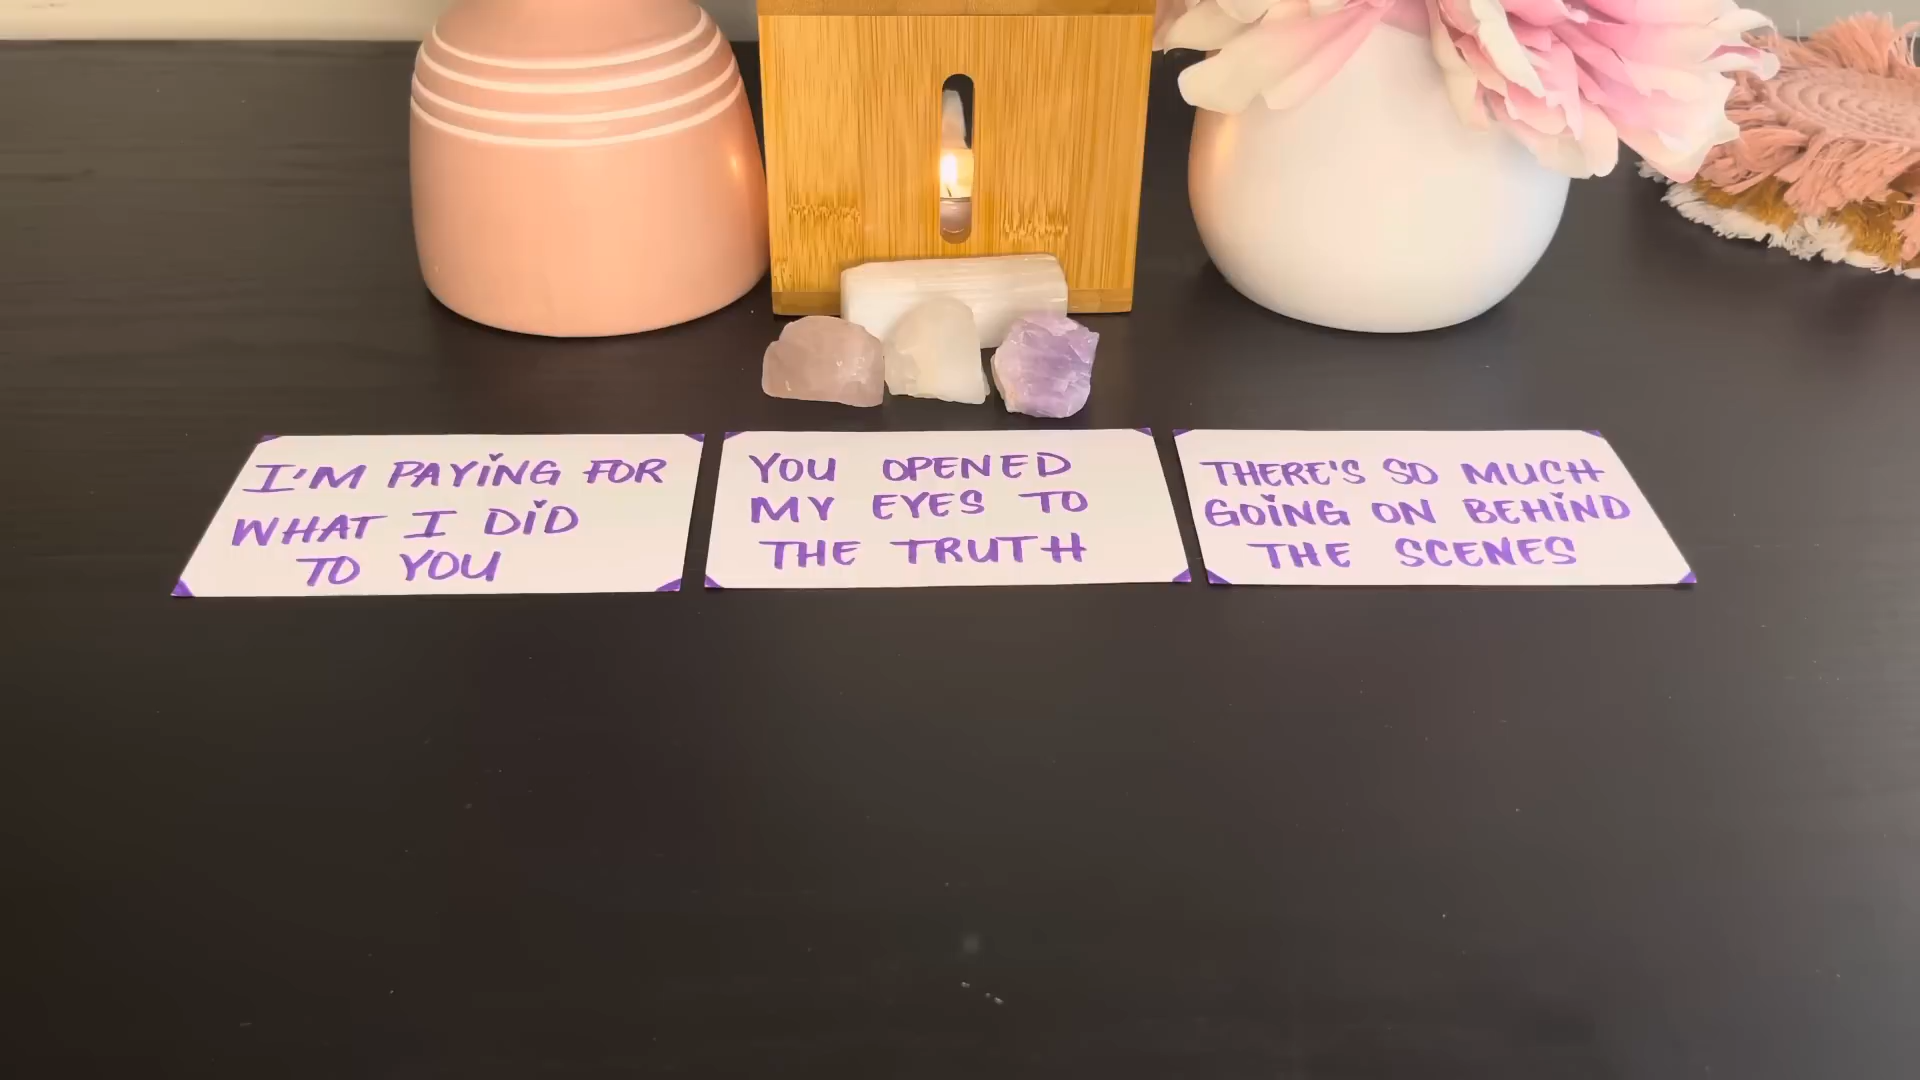 I'M PAYING FOR
WHAT I DID
TO YOU
YOU OPENED
MY EYES TO
THE TRUTH
THERE'S SO MUCH
GOING ON BEHIND
THE SCENES